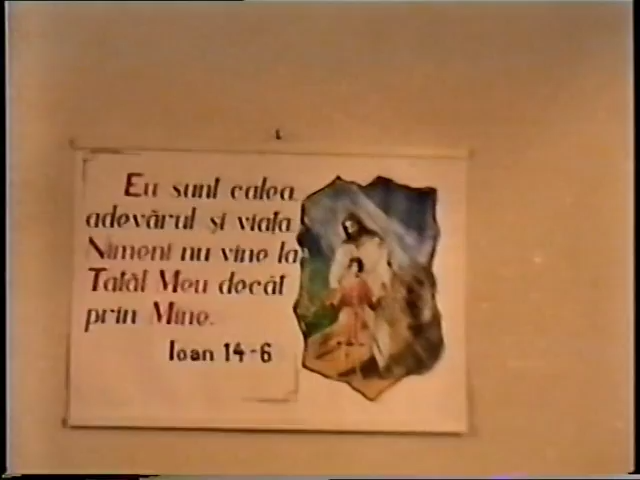 Eu sunt calea
adevărul și viața
Nimeni nu vine la
Tatăl Meu decât
prin Mine.
Ioan 14-6